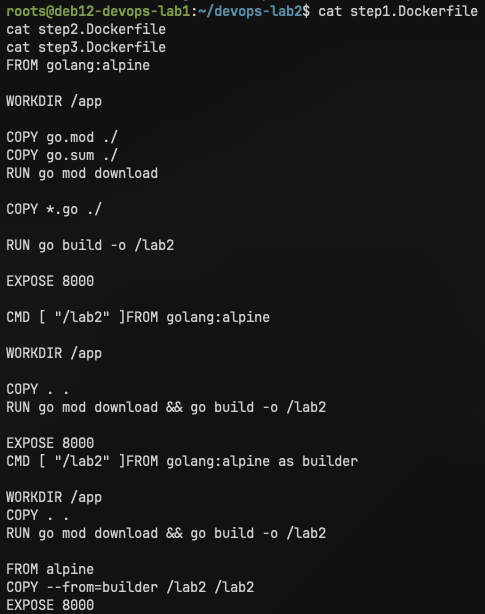 roots@deb12-devops-lab1:~/devops-lab2$ cat step1.Dockerfile
cat step2.Dockerfile
cat step3.Dockerfile
FROM golang:alpine
WORKDIR /app
COPY go.mod ./
COPY go.sum ./
RUN go mod download
COPY *.go ./
RUN go build -o /lab2
EXPOSE 8000
CMD [ "/lab2" ]FROM golang:alpine
WORKDIR /app
COPY . .
RUN go mod download && go build -o /lab2
EXPOSE 8000
CMD [ "/lab2" ]FROM golang:alpine as builder
WORKDIR /app
COPY . .
RUN go mod download && go build -o /lab2
FROM alpine
COPY --from=builder /lab2 /lab2
EXPOSE 8000